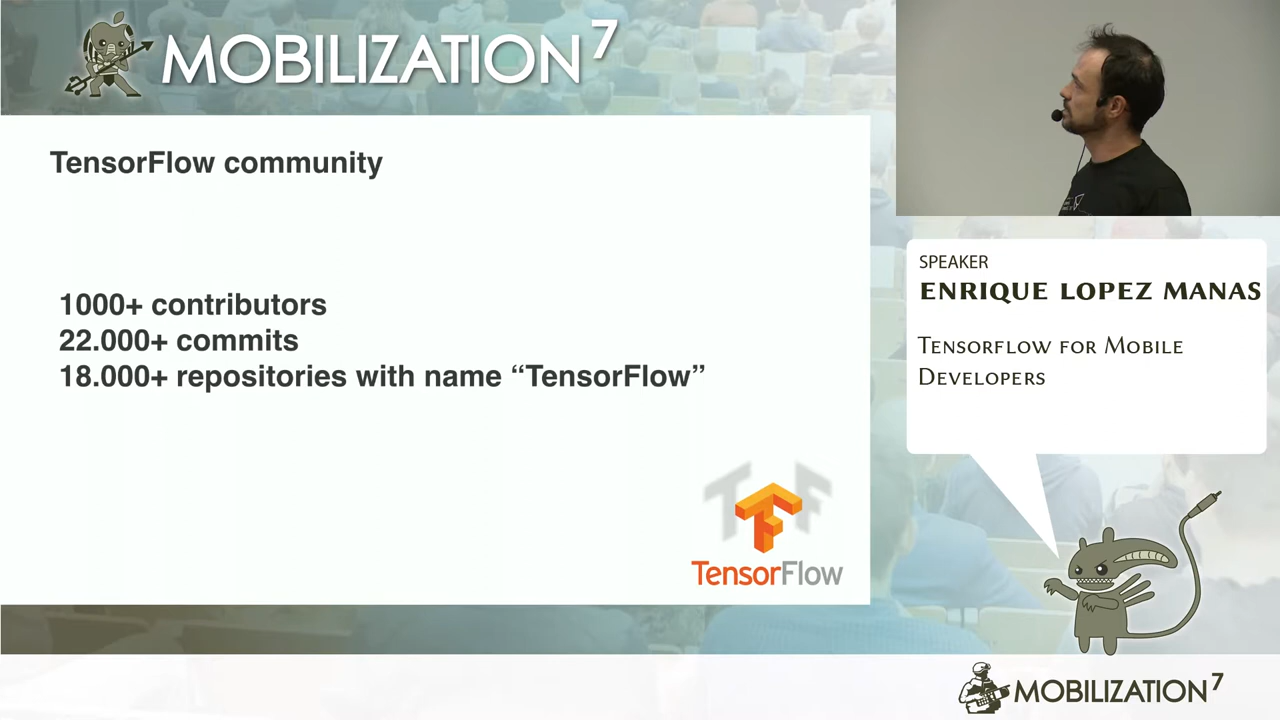 MOBILIZATION 7
TensorFlow community
1000+ contributors
22.000+ commits
18.000+ repositories with name “TensorFlow”
TensorFlow
SPEAKER
ENRIQUE LOPEZ MANAS
TENSORFLOW FOR MOBILE
DEVELOPERS
MOBILIZATION 7